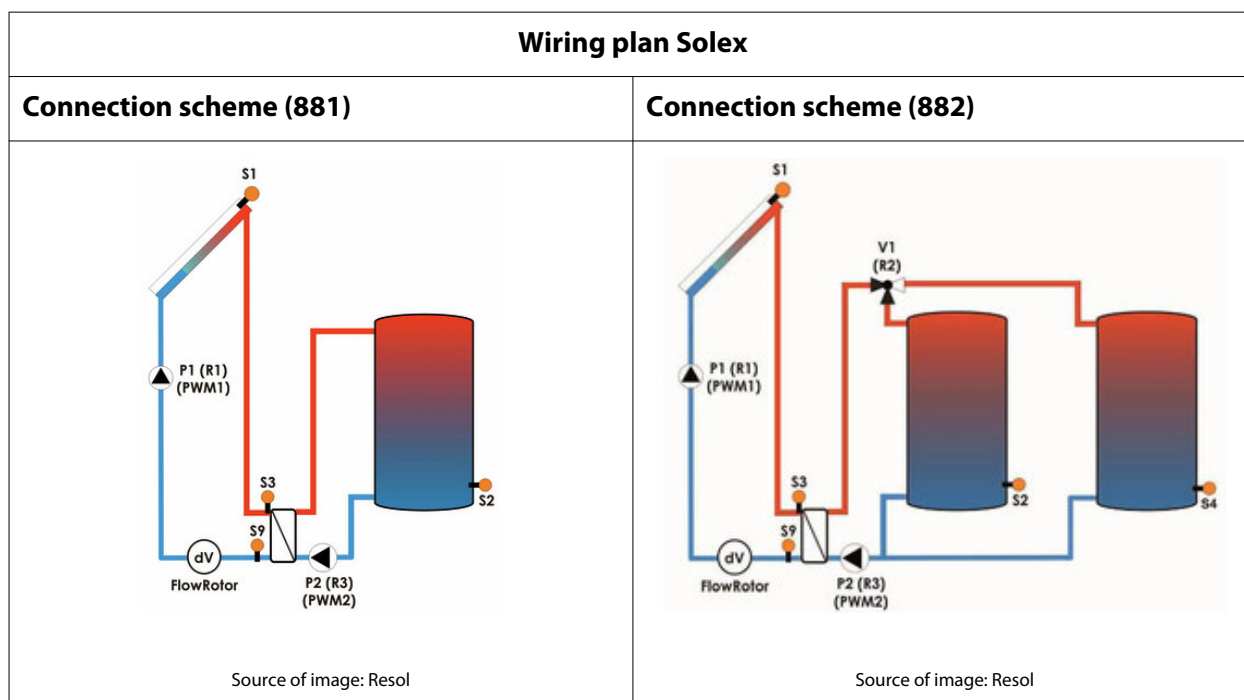 Wiring plan Solex
Connection scheme (881)
Connection scheme (882)
S1
P1 (R1)
(PWM1)
S3
S2
S9
dV
FlowRotor
P2 (R3)
(PWM2)
Source of image: Resol
S1
V1
(R2)
P1 (R1)
(PWM1)
S3
S2
S4
S9
dV
FlowRotor
P2 (R3)
(PWM2)
Source of image: Resol